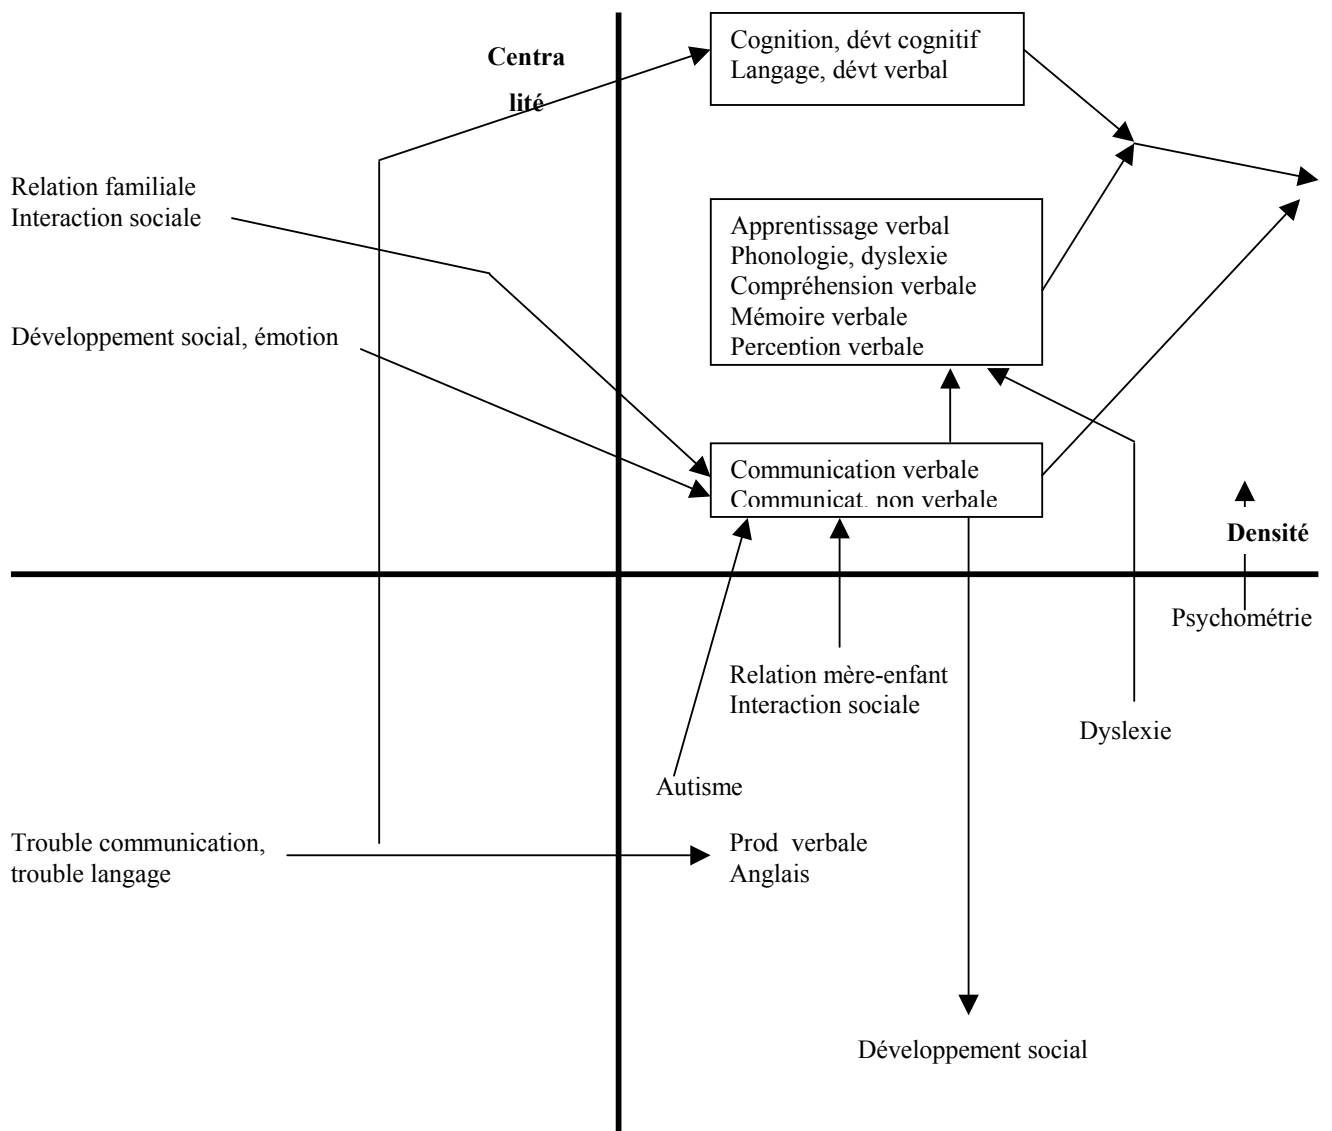 Centra
lité
Cognition, dévt cognitif
Langage, dévt verbal
Relation familiale
Interaction sociale
Apprentissage verbal
Phonologie, dyslexie
Compréhension verbale
Mémoire verbale
Perception verbale
Développement social, émotion
Communication verbale
Communicat. non verbale
Densité
Psychométrie
Relation mère-enfant
Interaction sociale
Dyslexie
Autisme
Trouble communication,
trouble langage
Prod verbale
Anglais
Développement social